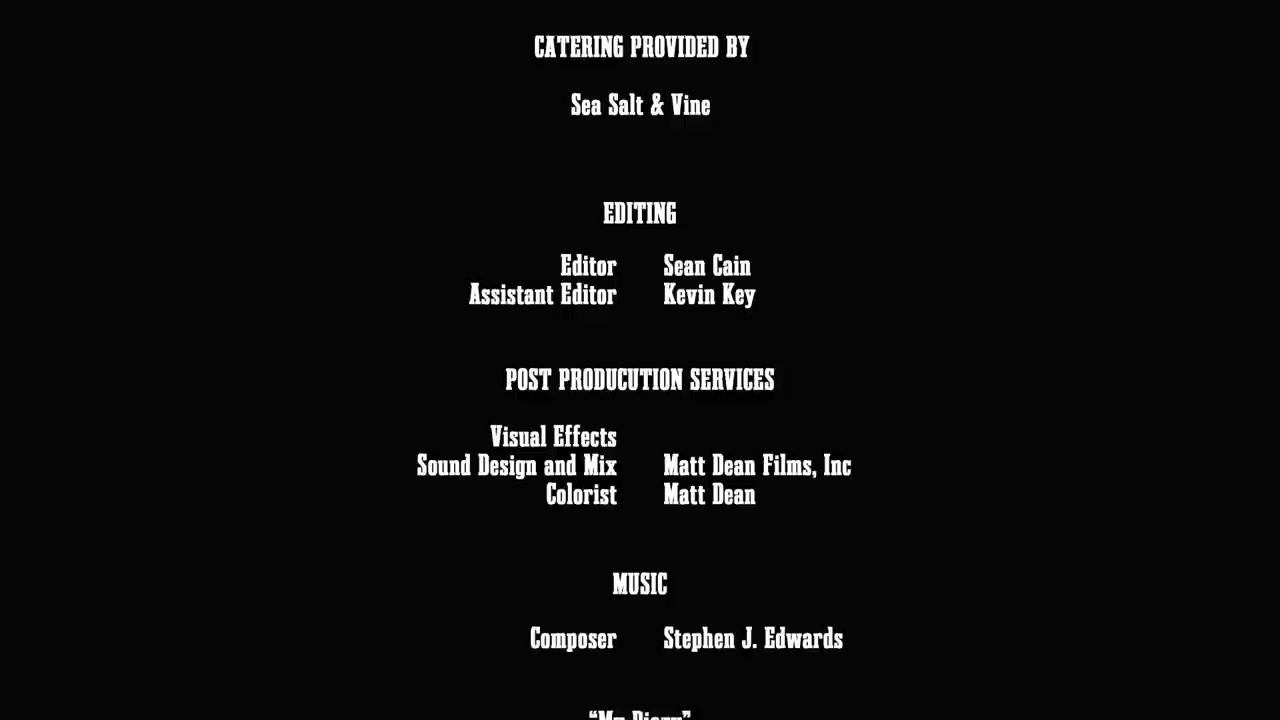 CATERING PROVIDED BY
Sea Salt & Vine
EDITING
Editor Sean Cain
Assistant Editor Kevin Key
POST PRODUCUTION SERVICES
Visual Effects
Sound Design and Mix Matt Dean Films, Inc
Colorist Matt Dean
MUSIC
Composer Stephen J. Edwards